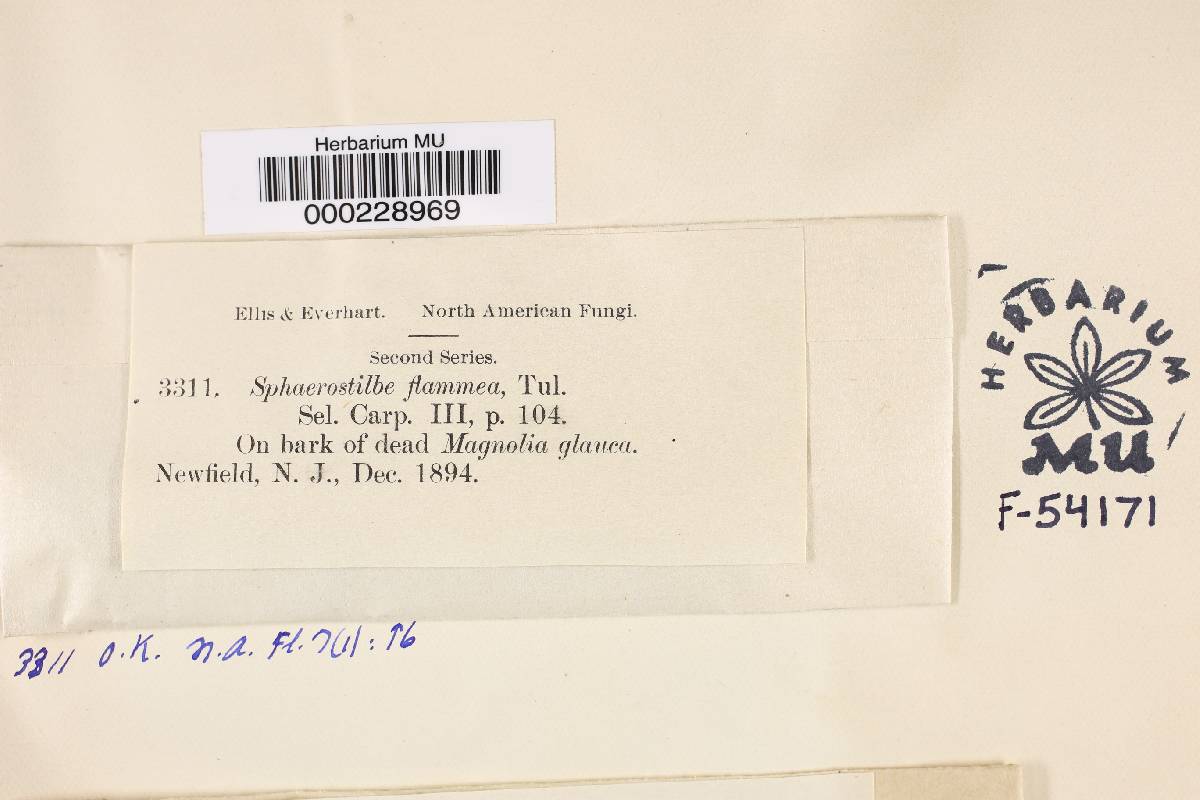 Herbarium MU
000228969
Ellis & Everhart. North American Fungi.
Second Series.
3311. Sphaerostilbe flammea, Tul.
Sel. Carp. III, p. 104.
On bark of dead Magnolia glauca.
Newfield, N. J., Dec. 1894.
HERBARIUM
MU
F-54171
3311 O.K. N.A. Fl.